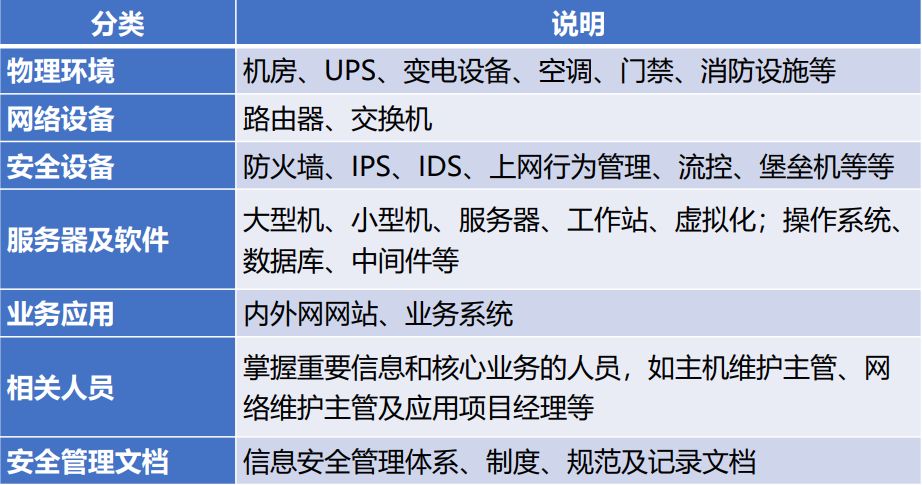 分类 说明
物理环境 机房、UPS、变电设备、空调、门禁、消防设施等
网络设备 路由器、交换机
安全设备 防火墙、IPS、IDS、上网行为管理、流控、堡垒机等等
服务器及软件 大型机、小型机、服务器、工作站、虚拟化；操作系统、
数据库、中间件等
业务应用 内外网网站、业务系统
相关人员 掌握重要信息和核心业务的人员，如主机维护主管、网
络维护主管及应用项目经理等
安全管理文档 信息安全管理体系、制度、规范及记录文档